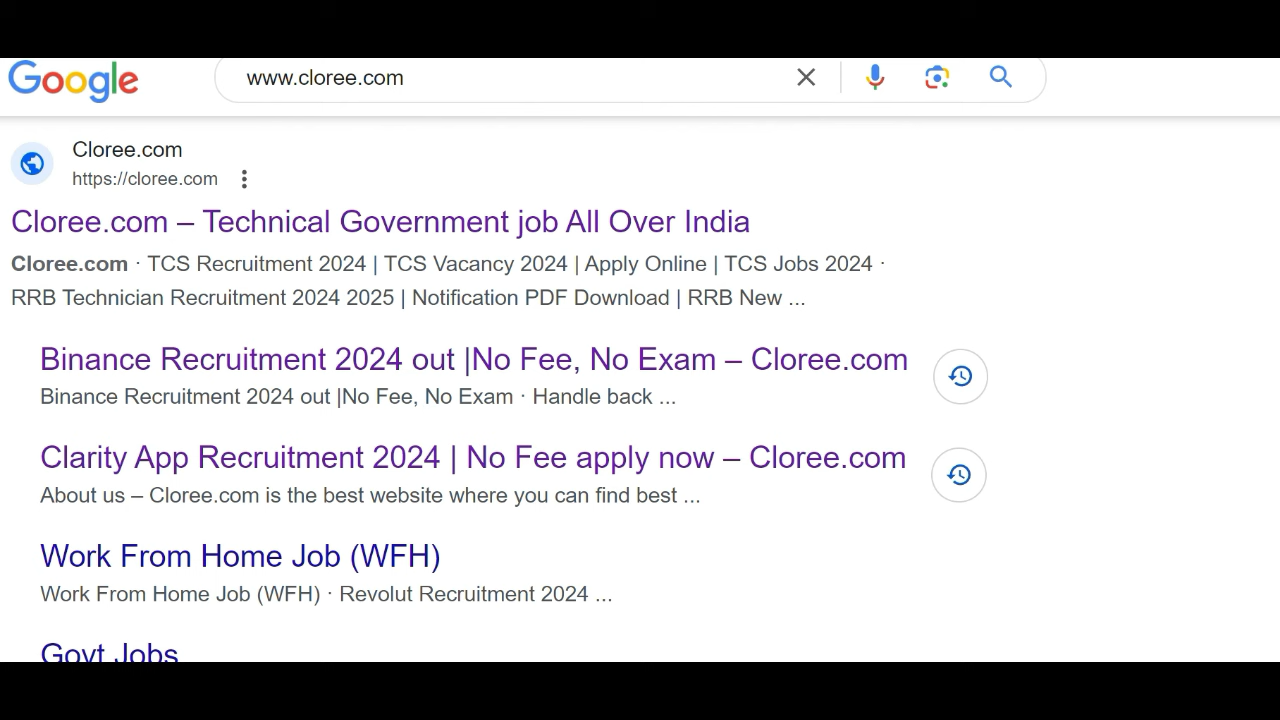 Google
www.cloree.com
Cloree.com
https://cloree.com
Cloree.com – Technical Government job All Over India
Cloree.com · TCS Recruitment 2024 | TCS Vacancy 2024 | Apply Online | TCS Jobs 2024 ·
RRB Technician Recruitment 2024 2025 | Notification PDF Download | RRB New ...
Binance Recruitment 2024 out |No Fee, No Exam – Cloree.com
Binance Recruitment 2024 out |No Fee, No Exam · Handle back ...
Clarity App Recruitment 2024 | No Fee apply now – Cloree.com
About us – Cloree.com is the best website where you can find best ...
Work From Home Job (WFH)
Work From Home Job (WFH) · Revolut Recruitment 2024 ...
Govt Jobs